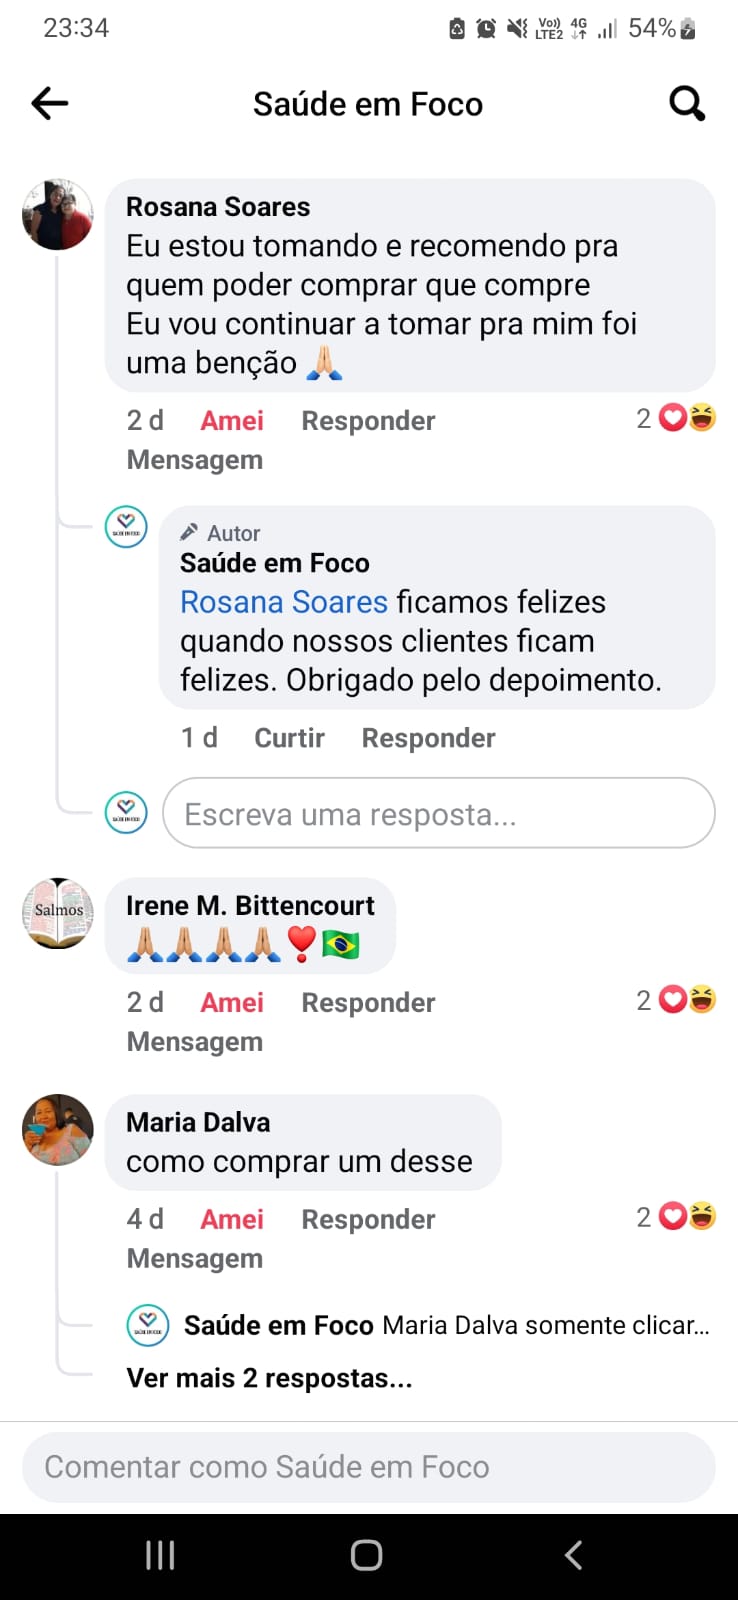 23:34
Vo)) LTE2 4G 54%
Saúde em Foco
Rosana Soares
Eu estou tomando e recomendo pra
quem poder comprar que compre
Eu vou continuar a tomar pra mim foi
uma benção 🙏
2 d Amei Responder 2
Mensagem
Autor
Saúde em Foco
Rosana Soares ficamos felizes
quando nossos clientes ficam
felizes. Obrigado pelo depoimento.
1 d Curtir Responder
Escreva uma resposta...
Salmos
Irene M. Bittencourt
🙏🙏🙏🙏❣️🇧🇷
2 d Amei Responder 2
Mensagem
Maria Dalva
como comprar um desse
4 d Amei Responder 2
Mensagem
Saúde em Foco Maria Dalva somente clicar...
Ver mais 2 respostas...
Comentar como Saúde em Foco